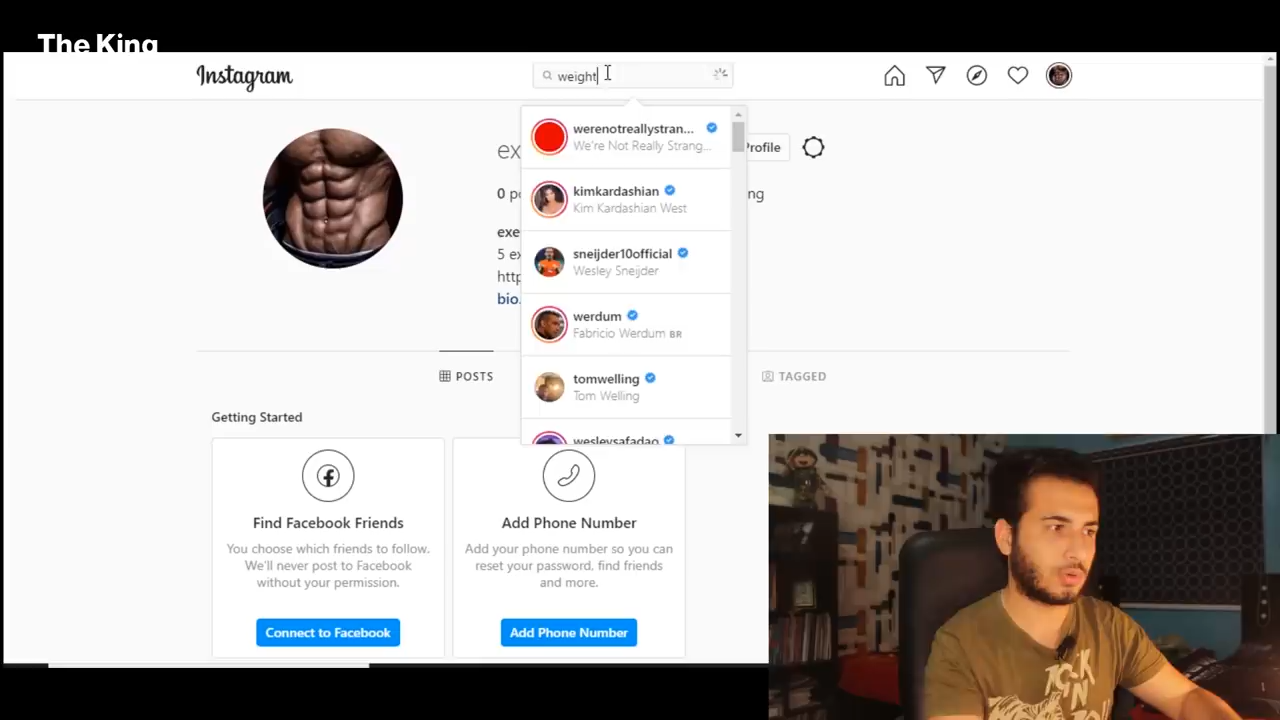 The King
Instagram
weight
ex
Profile
0 po
ng
exe
5 ex
http
bio.
werenotreallystran...
We're Not Really Strang...
kimkardashian
Kim Kardashian West
sneijder10official
Wesley Sneijder
werdum
Fabricio Werdum BR
tomwelling
Tom Welling
wesleysafadao
POSTS
TAGGED
Getting Started
Find Facebook Friends
You choose which friends to follow.
We'll never post to Facebook
without your permission.
Connect to Facebook
Add Phone Number
Add your phone number so you can
reset your password, find friends
and more.
Add Phone Number